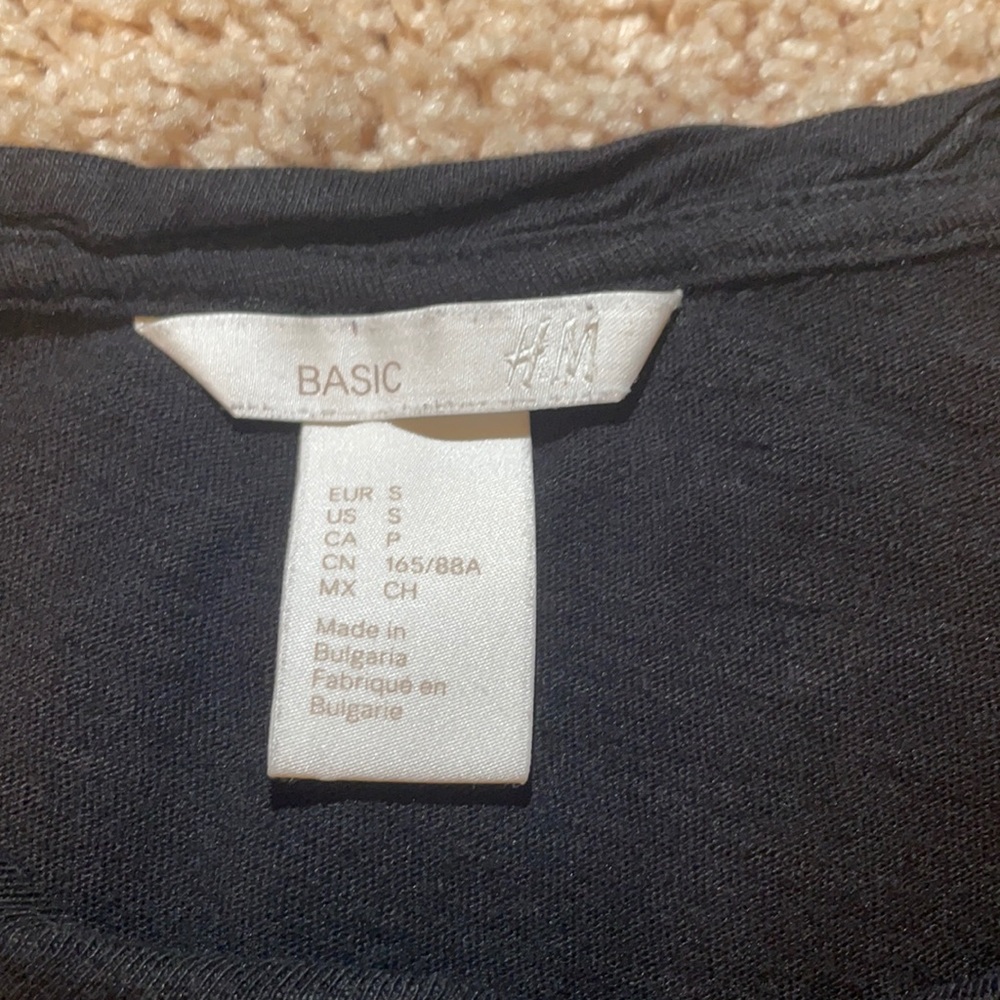 BASIC H&M
EUR S
US S
CA P
CN 165/88A
MX CH
Made in
Bulgaria
Fabriqué en
Bulgarie